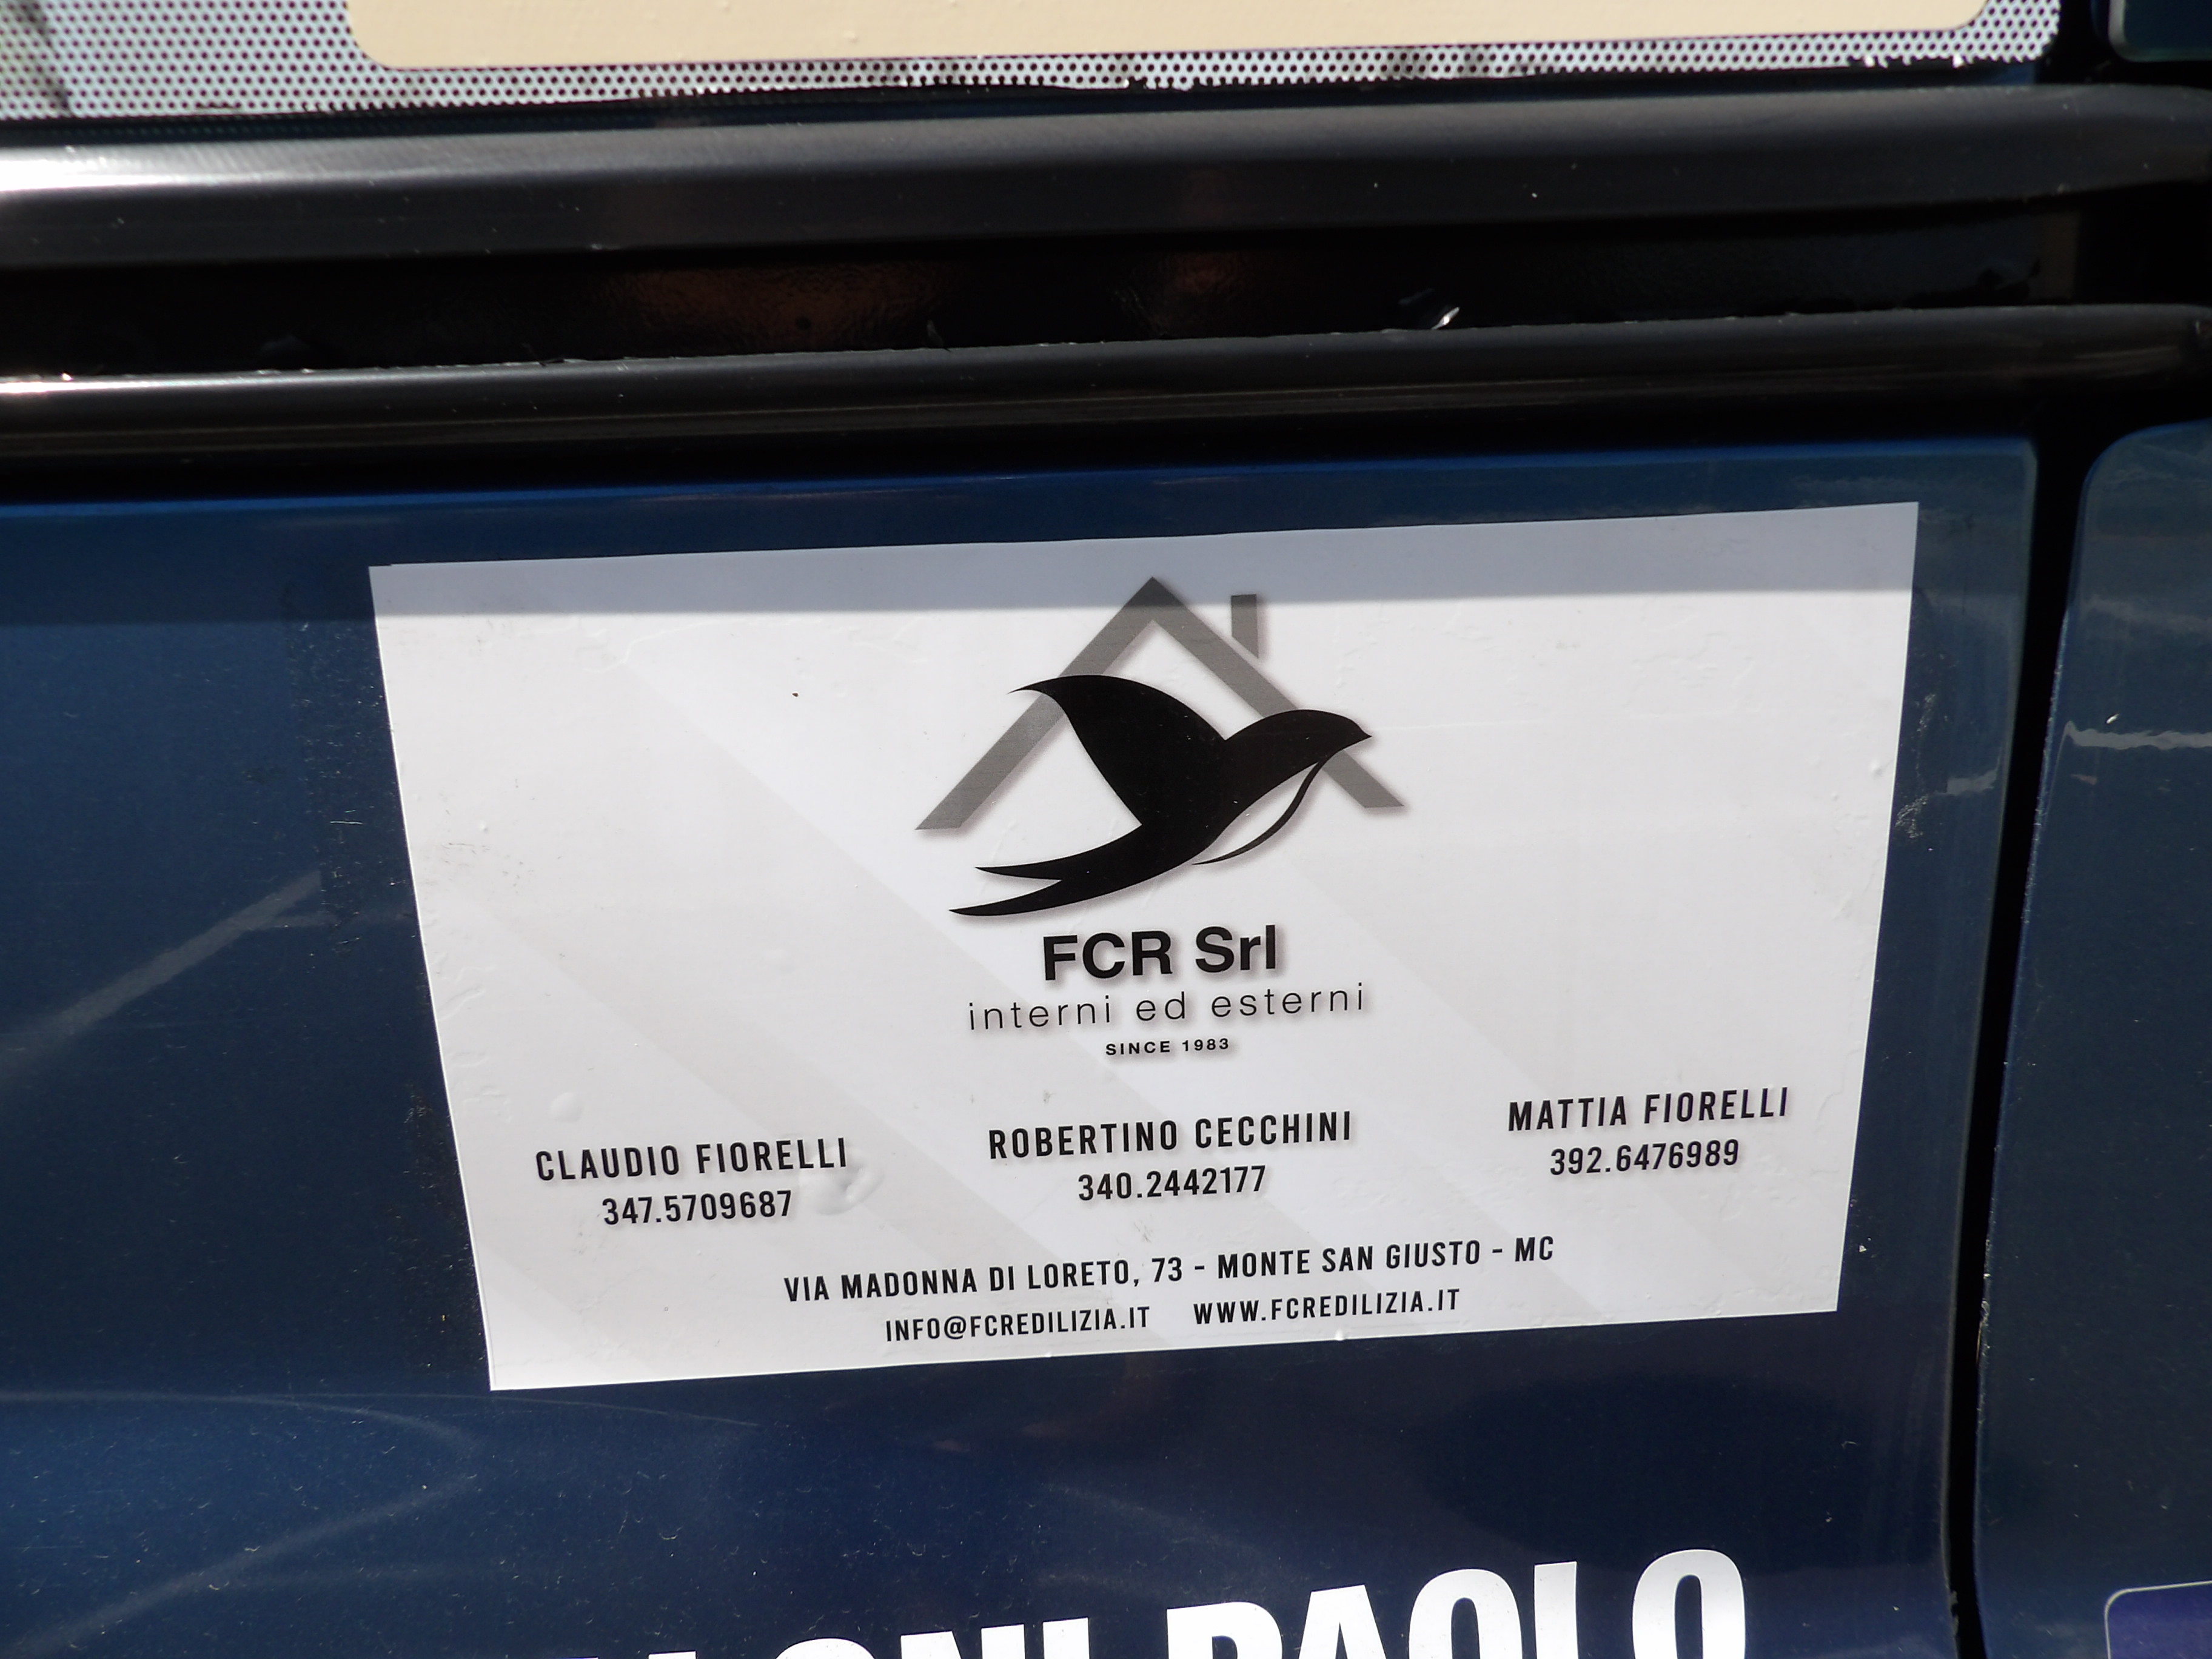 FCR Srl
interni ed esterni
SINCE 1983
CLAUDIO FIORELLI
347.5709687
ROBERTINO CECCHINI
340.2442177
MATTIA FIORELLI
392.6476989
VIA MADONNA DI LORETO, 73 - MONTE SAN GIUSTO - MC
INFO@FCREDILIZIA.IT WWW.FCREDILIZIA.IT
PAOLO